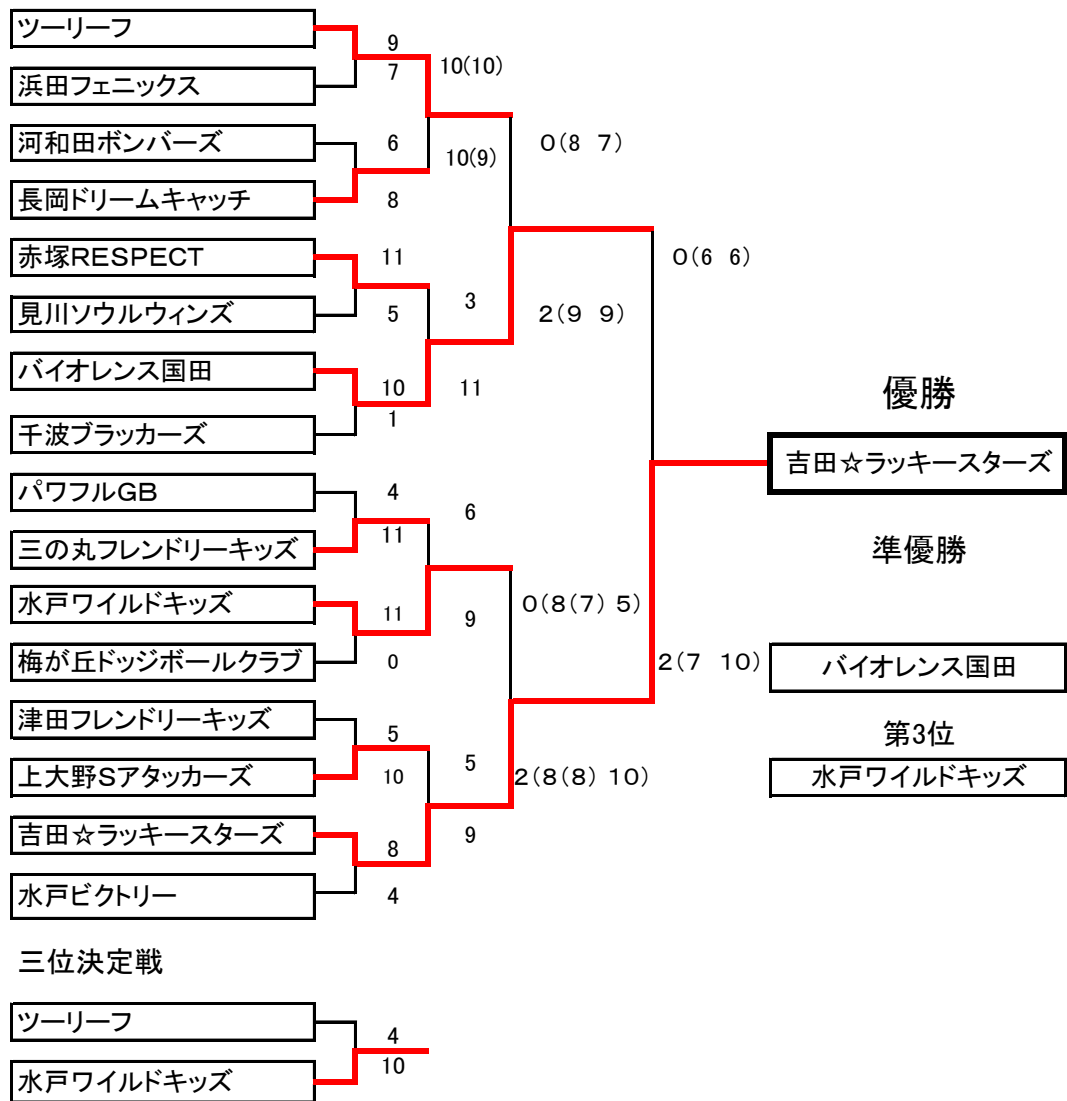 ツーリーフ
9
7
浜田フェニックス
10(10)
河和田ボンバーズ
6
10(9)
長岡ドリームキャッチ
8
0(8 7)
赤塚RESPECT
11
見川ソウルウィンズ
5
3
2(9 9)
0(6 6)
バイオレンス国田
10
1
11
千波ブラッカーズ
優勝
吉田☆ラッキースターズ
パワフルGB
4
6
三の丸フレンドリーキッズ
11
準優勝
水戸ワイルドキッズ
11
9
0(8(7) 5)
梅が丘ドッジボールクラブ
0
2(7 10)
バイオレンス国田
津田フレンドリーキッズ
5
第3位
上大野Sアタッカーズ
10
5
2(8(8) 10)
水戸ワイルドキッズ
吉田☆ラッキースターズ
8
9
水戸ビクトリー
4
三位決定戦
ツーリーフ
4
水戸ワイルドキッズ
10